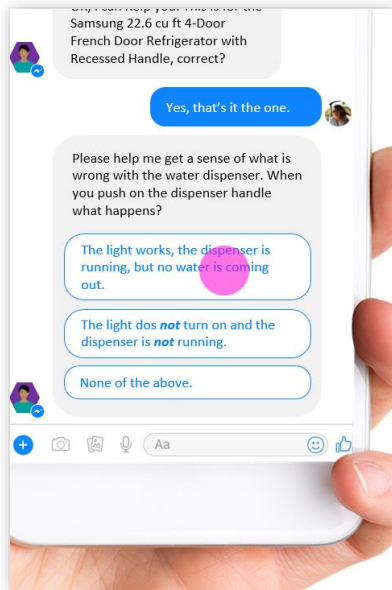 Samsung 22.6 cu ft 4-Door
French Door Refrigerator with
Recessed Handle, correct?
Yes, that's it the one.
Please help me get a sense of what is
wrong with the water dispenser. When
you push on the dispenser handle
what happens?
The light works, the dispenser is
running, but no water is coming
out.
The light dos not turn on and the
dispenser is not running.
None of the above.
Aa